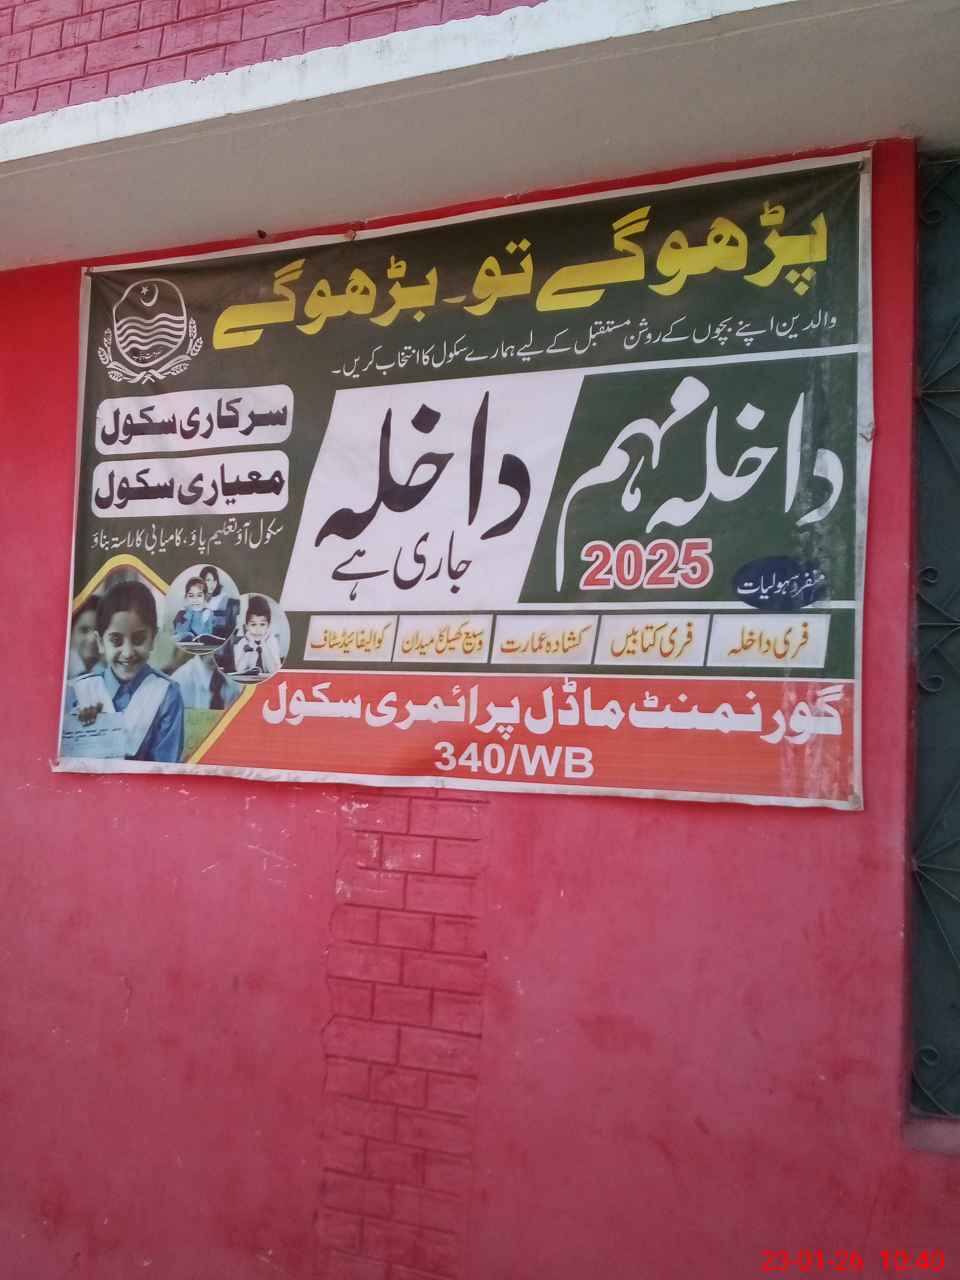 پڑھوگے تو۔بڑھوگے
والدین اپنے بچوں کے روشن مستقبل کے لیے ہمارے سکول کا انتخاب کریں۔
سرکاری سکول
معیاری سکول
سکول آؤ تعلیم پاؤ، کامیابی کا راستہ بناؤ
داخلہ مہم
2025
داخلہ
جاری ہے
منفرد سہولیات
فری داخلہ
فری کتابیں
کشادہ عمارت
وسیع کھیل کا میدان
کوالیفائیڈ سٹاف
گورنمنٹ ماڈل پرائمری سکول
340/WB
23-01-26 10:40